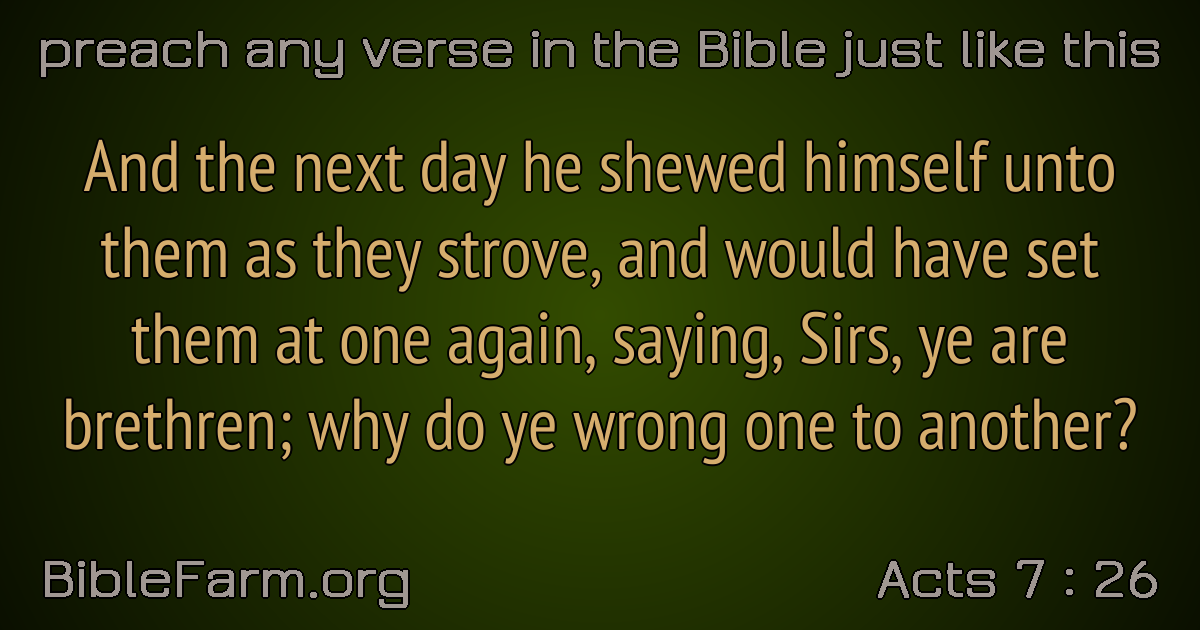 preach any verse in the Bible just like this
And the next day he shewed himself unto
them as they strove, and would have set
them at one again, saying, Sirs, ye are
brethren; why do ye wrong one to another?
BibleFarm.org
Acts 7 : 26